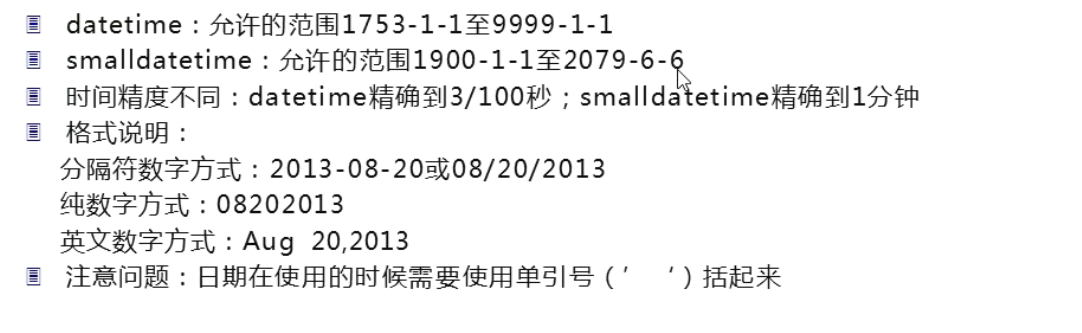 datetime：允许的范围1753-1-1至9999-1-1
smalldatetime：允许的范围1900-1-1至2079-6-6
时间精度不同：datetime精确到3/100秒；smalldatetime精确到1分钟
格式说明：
分隔符数字方式：2013-08-20或08/20/2013
纯数字方式：08202013
英文数字方式：Aug 20,2013
注意问题：日期在使用的时候需要使用单引号（’ ‘）括起来